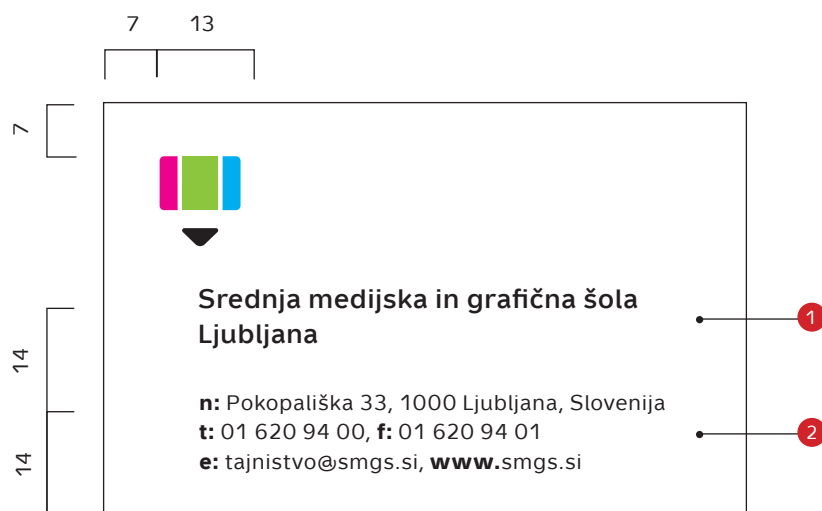 7 13
7
Srednja medijska in grafična šola
Ljubljana
1
14
n: Pokopališka 33, 1000 Ljubljana, Slovenija
t: 01 620 94 00, f: 01 620 94 01
2
e: tajnistvo@smgs.si, www.smgs.si
14